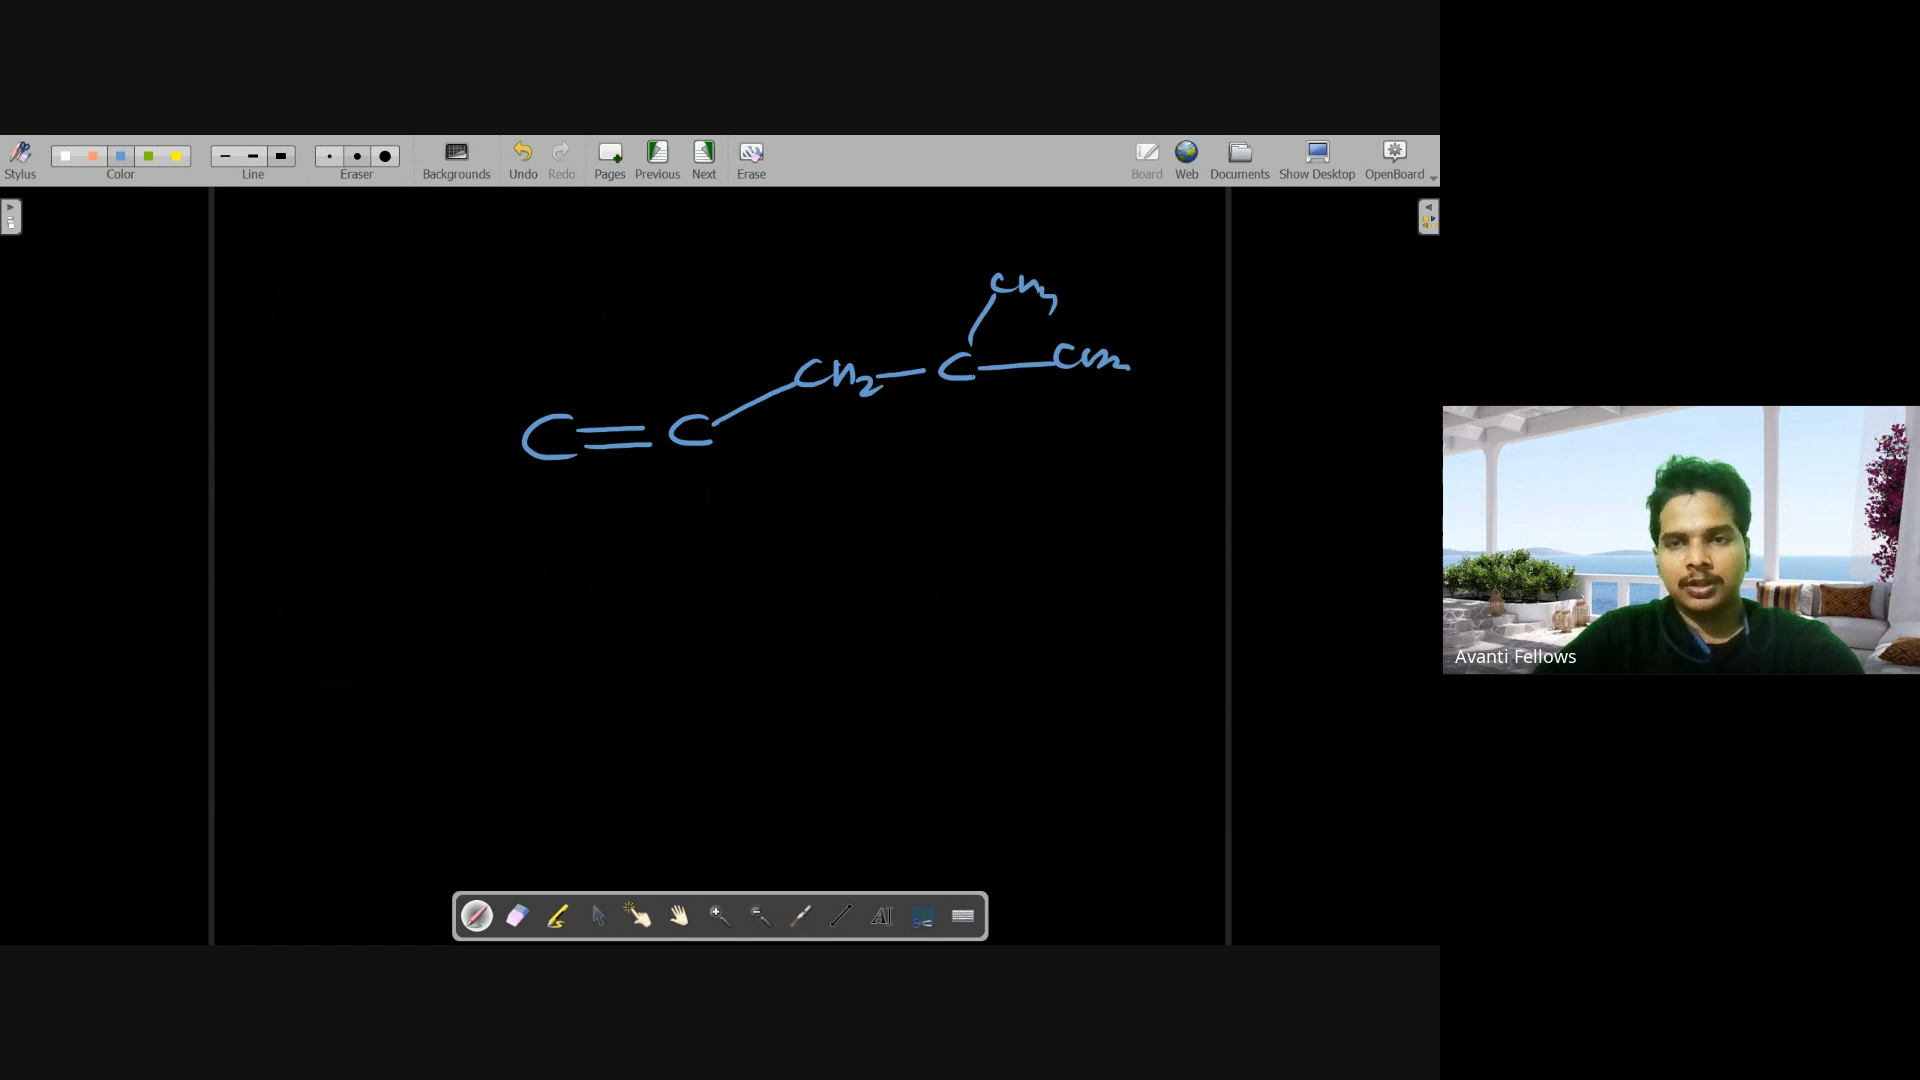 Stylus Color Line Eraser Backgrounds Undo Redo Pages Previous Next Erase Board Web Documents Show Desktop OpenBoard
CH3
C=C-CH2-C-CH3
Avanti Fellows
AI